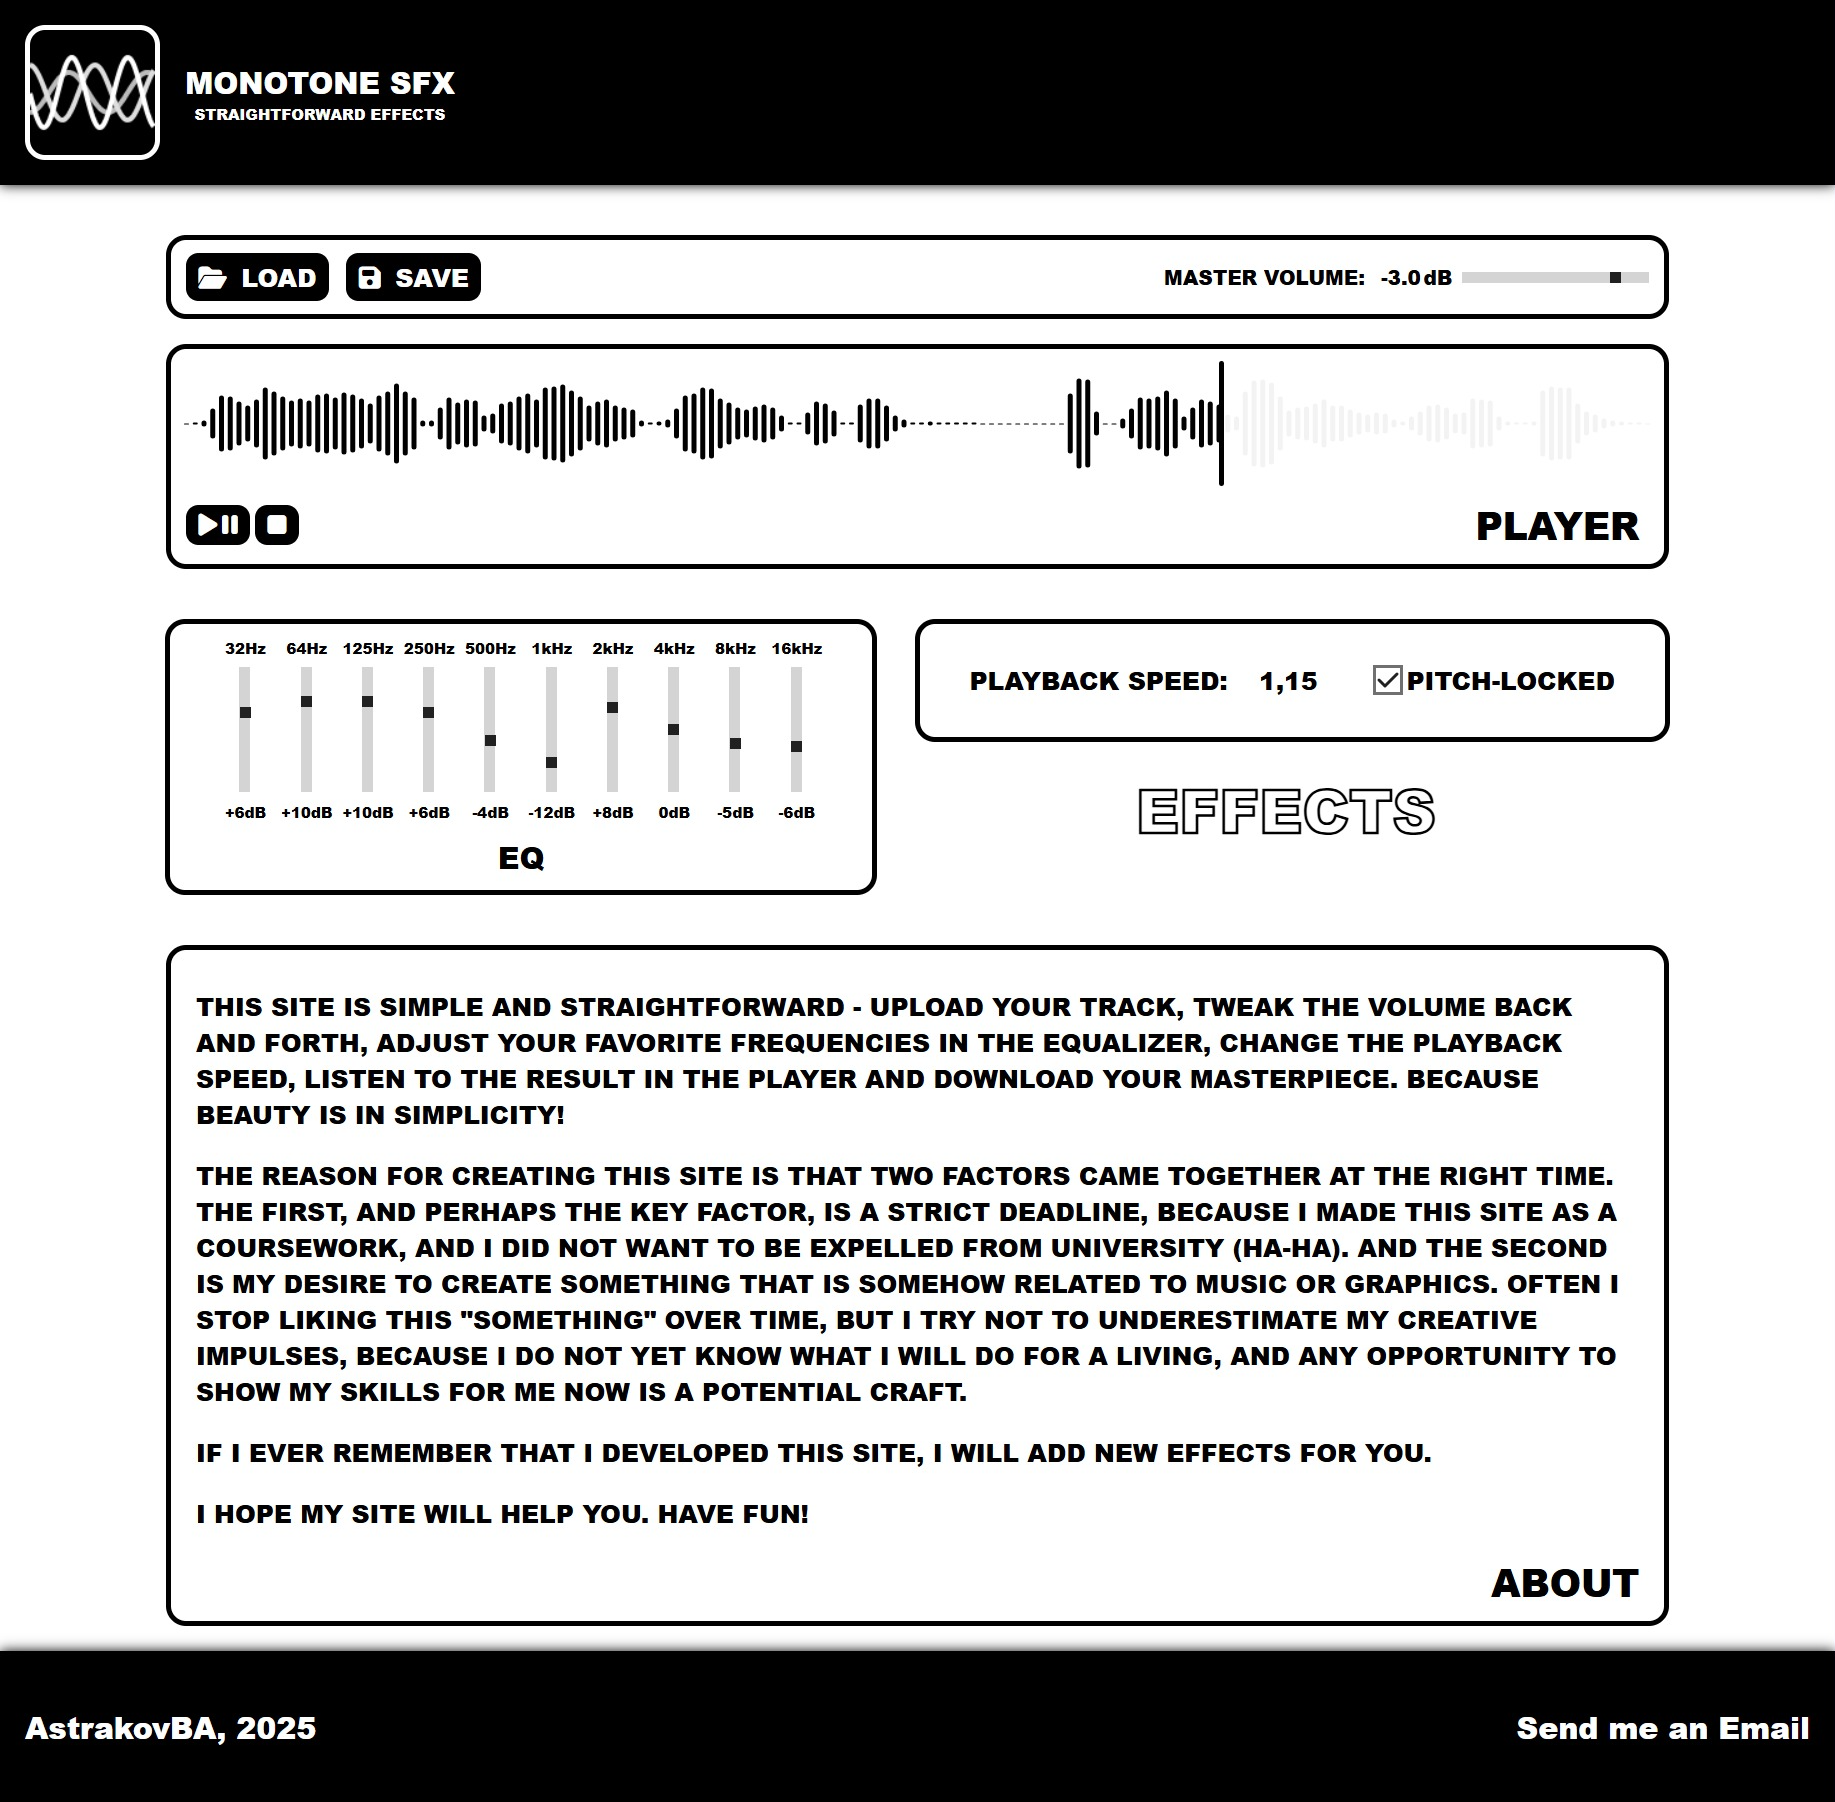 MONOTONE SFX
STRAIGHTFORWARD EFFECTS
LOAD SAVE MASTER VOLUME: -3.0 dB
PLAYER
32Hz 64Hz 125Hz 250Hz 500Hz 1kHz 2kHz 4kHz 8kHz 16kHz
+6dB +10dB +10dB +6dB -4dB -12dB +8dB 0dB -5dB -6dB
EQ
PLAYBACK SPEED: 1,15 PITCH-LOCKED
EFFECTS
THIS SITE IS SIMPLE AND STRAIGHTFORWARD - UPLOAD YOUR TRACK, TWEAK THE VOLUME BACK
AND FORTH, ADJUST YOUR FAVORITE FREQUENCIES IN THE EQUALIZER, CHANGE THE PLAYBACK
SPEED, LISTEN TO THE RESULT IN THE PLAYER AND DOWNLOAD YOUR MASTERPIECE. BECAUSE
BEAUTY IS IN SIMPLICITY!
THE REASON FOR CREATING THIS SITE IS THAT TWO FACTORS CAME TOGETHER AT THE RIGHT TIME.
THE FIRST, AND PERHAPS THE KEY FACTOR, IS A STRICT DEADLINE, BECAUSE I MADE THIS SITE AS A
COURSEWORK, AND I DID NOT WANT TO BE EXPELLED FROM UNIVERSITY (HA-HA). AND THE SECOND
IS MY DESIRE TO CREATE SOMETHING THAT IS SOMEHOW RELATED TO MUSIC OR GRAPHICS. OFTEN I
STOP LIKING THIS "SOMETHING" OVER TIME, BUT I TRY NOT TO UNDERESTIMATE MY CREATIVE
IMPULSES, BECAUSE I DO NOT YET KNOW WHAT I WILL DO FOR A LIVING, AND ANY OPPORTUNITY TO
SHOW MY SKILLS FOR ME NOW IS A POTENTIAL CRAFT.
IF I EVER REMEMBER THAT I DEVELOPED THIS SITE, I WILL ADD NEW EFFECTS FOR YOU.
I HOPE MY SITE WILL HELP YOU. HAVE FUN!
ABOUT
AstrakovBA, 2025 Send me an Email